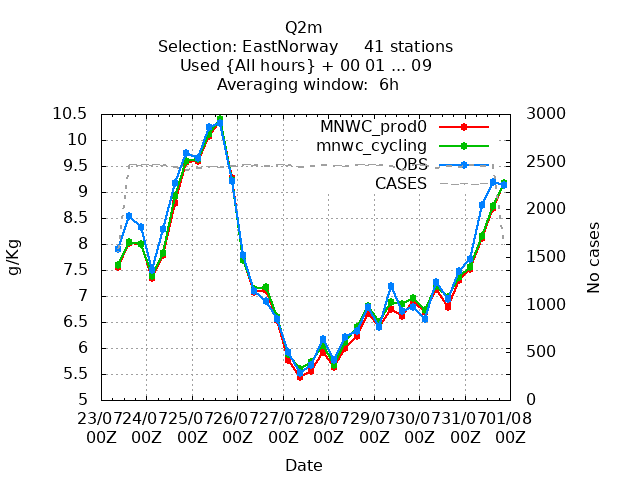 Q2m
Selection: EastNorway 41 stations
Used {All hours} + 00 01 ... 09
Averaging window: 6h
10.5 3000
MNWC_prod0
10
mnwc_cycling
9.5 2500
OBS
CASES
9
2000
8.5
8
1500
7.5
7
1000
6.5
6
500
5.5
5 0
g/Kg
No cases
23/07 24/07 25/07 26/07 27/07 28/07 29/07 30/07 31/07 01/08
00Z 00Z 00Z 00Z 00Z 00Z 00Z 00Z 00Z 00Z
Date